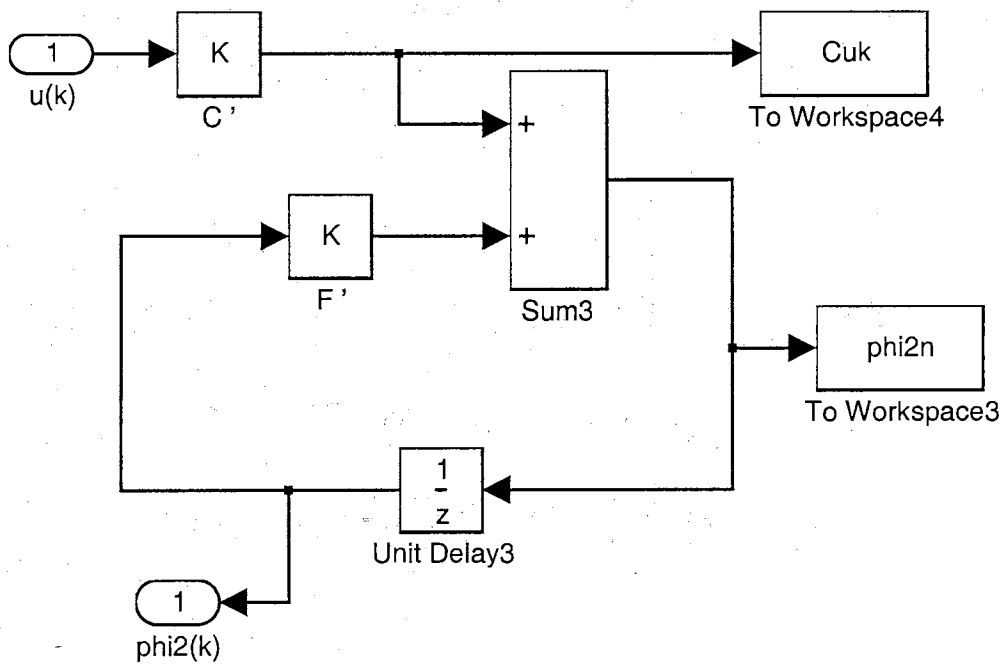 1
u(k)
K
C '
Cuk
To Workspace4
+
K
F '
+
Sum3
phi2n
To Workspace3
1
z
Unit Delay3
1
phi2(k)